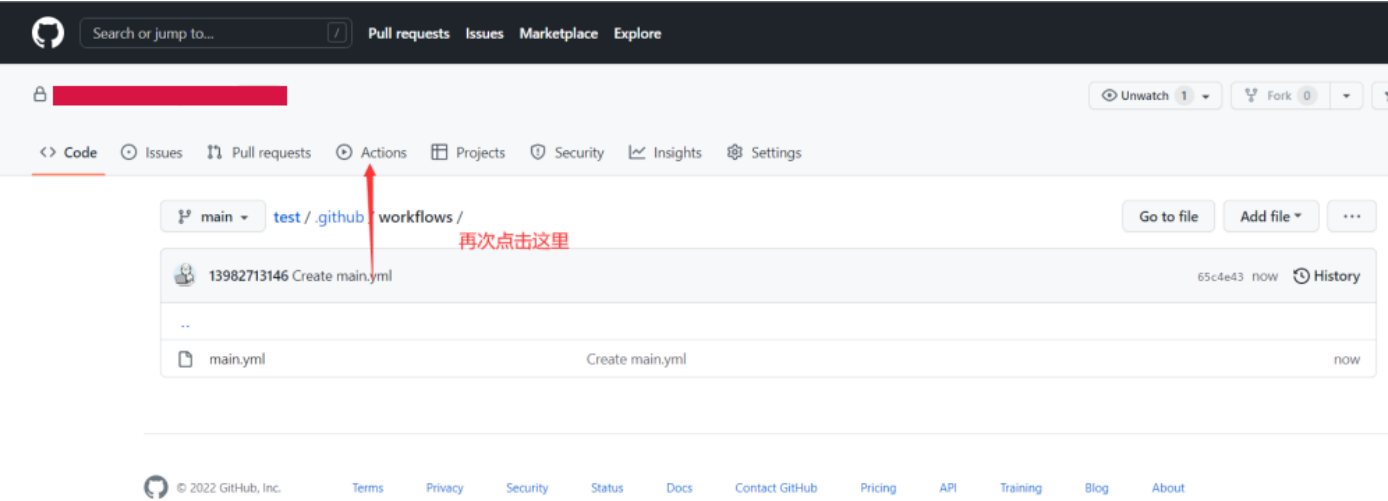 Search or jump to... / Pull requests Issues Marketplace Explore
Unwatch 1 Fork 0
<> Code Issues Pull requests Actions Projects Security Insights Settings
main test / .github / workflows / Go to file Add file ...
再次点击这里
13982713146 Create main.yml 65c4e43 now History
..
main.yml Create main.yml now
© 2022 GitHub, Inc. Terms Privacy Security Status Docs Contact GitHub Pricing API Training Blog About